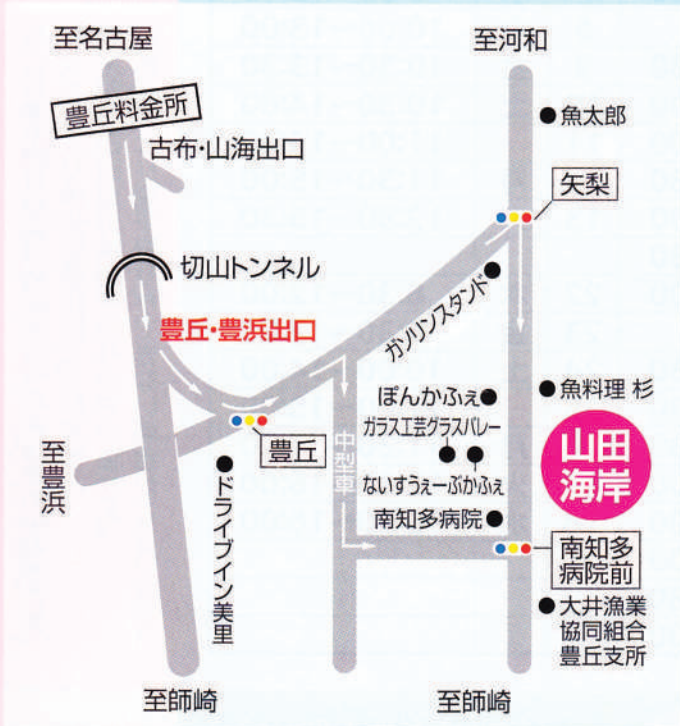 至名古屋
至河和
豊丘料金所
魚太郎
古布・山海出口
矢梨
切山トンネル
ガソリンスタンド
豊丘・豊浜出口
魚料理 杉
ぽんかふぇ
ガラス工芸グラスバレー
山田
海岸
豊丘
中型車
至豊浜
ないすうぇーぶかふぇ
ドライブイン美里
南知多病院
南知多
病院前
大井漁業
協同組合
豊丘支所
至師崎
至師崎